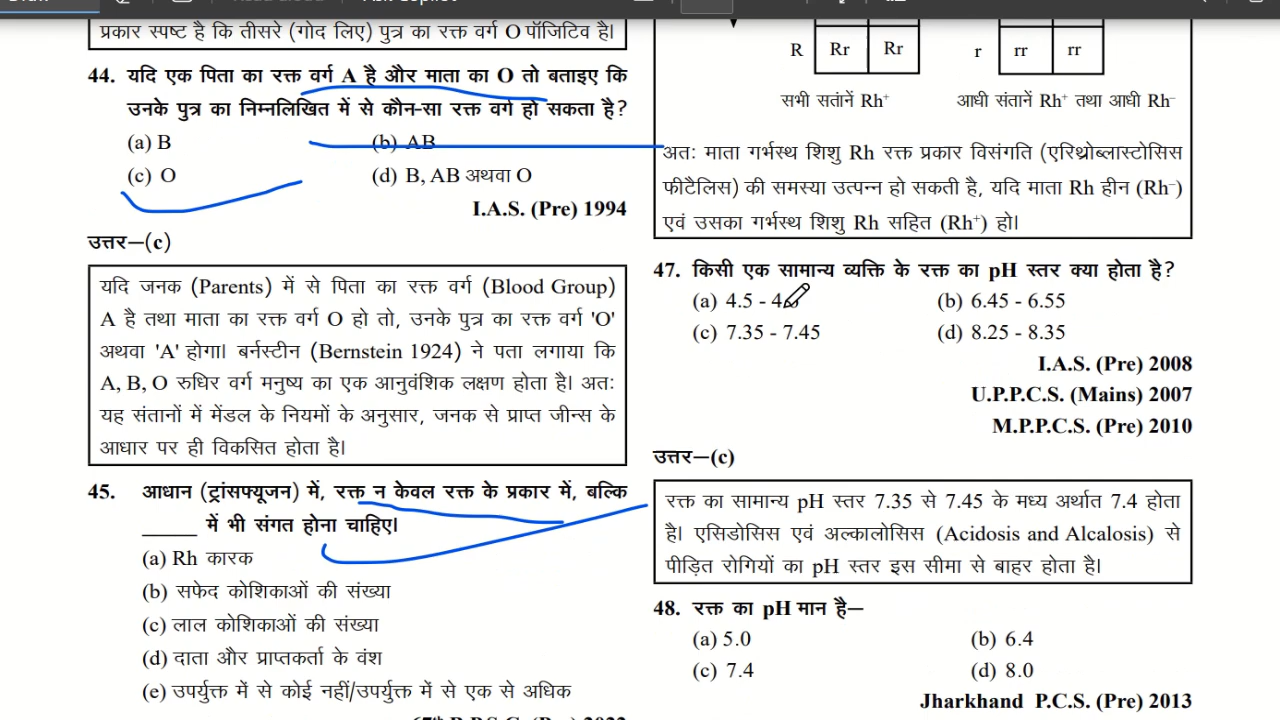 प्रकार स्पष्ट है कि तीसरे (गोद लिए) पुत्र का रक्त वर्ग O पॉजिटिव है।
44. यदि एक पिता का रक्त वर्ग A है और माता का O तो बताइए कि
उनके पुत्र का निम्नलिखित में से कौन-सा रक्त वर्ग हो सकता है?
(a) B (b) AB
(c) O (d) B, AB अथवा O
I.A.S. (Pre) 1994
उत्तर–(c)
यदि जनक (Parents) में से पिता का रक्त वर्ग (Blood Group)
A है तथा माता का रक्त वर्ग O हो तो, उनके पुत्र का रक्त वर्ग 'O'
अथवा 'A' होगा। बर्नस्टीन (Bernstein 1924) ने पता लगाया कि
A, B, O रुधिर वर्ग मनुष्य का एक आनुवंशिक लक्षण होता है। अतः
यह संतानों में मेंडल के नियमों के अनुसार, जनक से प्राप्त जीन्स के
आधार पर ही विकसित होता है।
45. आधान (ट्रांसफ्यूजन) में, रक्त न केवल रक्त के प्रकार में, बल्कि
_____ में भी संगत होना चाहिए।
(a) Rh कारक
(b) सफेद कोशिकाओं की संख्या
(c) लाल कोशिकाओं की संख्या
(d) दाता और प्राप्तकर्ता के वंश
(e) उपर्युक्त में से कोई नहीं/उपर्युक्त में से एक से अधिक
R Rr Rr r rr rr
सभी सतांनें Rh⁺ आधी संतानें Rh⁺ तथा आधी Rh⁻
अतः माता गर्भस्थ शिशु Rh रक्त प्रकार विसंगति (एरिथ्रोब्लास्टोसिस
फीटैलिस) की समस्या उत्पन्न हो सकती है, यदि माता Rh हीन (Rh⁻)
एवं उसका गर्भस्थ शिशु Rh सहित (Rh⁺) हो।
47. किसी एक सामान्य व्यक्ति के रक्त का pH स्तर क्या होता है?
(a) 4.5 - (b) 6.45 - 6.55
(c) 7.35 - 7.45 (d) 8.25 - 8.35
I.A.S. (Pre) 2008
U.P.P.C.S. (Mains) 2007
M.P.P.C.S. (Pre) 2010
उत्तर–(c)
रक्त का सामान्य pH स्तर 7.35 से 7.45 के मध्य अर्थात 7.4 होता
है। एसिडोसिस एवं अल्कालोसिस (Acidosis and Alcalosis) से
पीड़ित रोगियों का pH स्तर इस सीमा से बाहर होता है।
48. रक्त का pH मान है–
(a) 5.0 (b) 6.4
(c) 7.4 (d) 8.0
Jharkhand P.C.S. (Pre) 2013